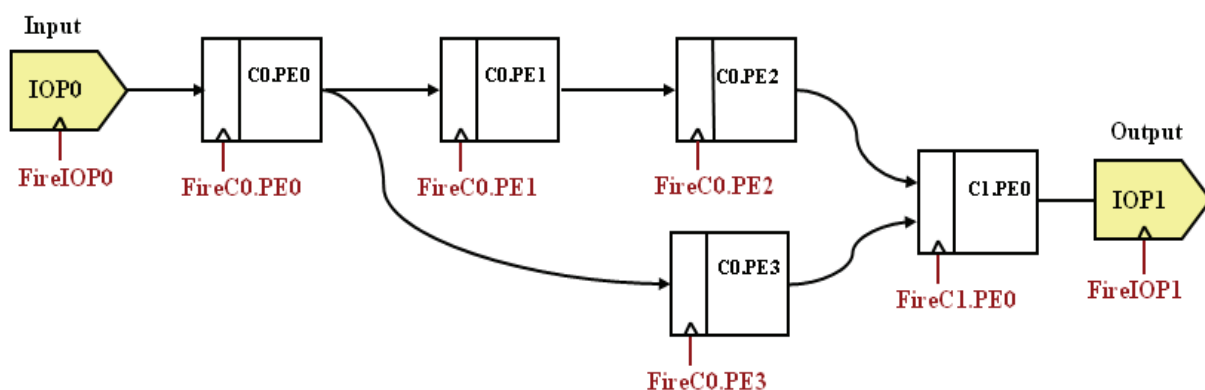 Input
IOP0
FireIOP0
C0.PE0
FireC0.PE0
C0.PE1
FireC0.PE1
C0.PE2
FireC0.PE2
C0.PE3
FireC0.PE3
C1.PE0
FireC1.PE0
Output
IOP1
FireIOP1